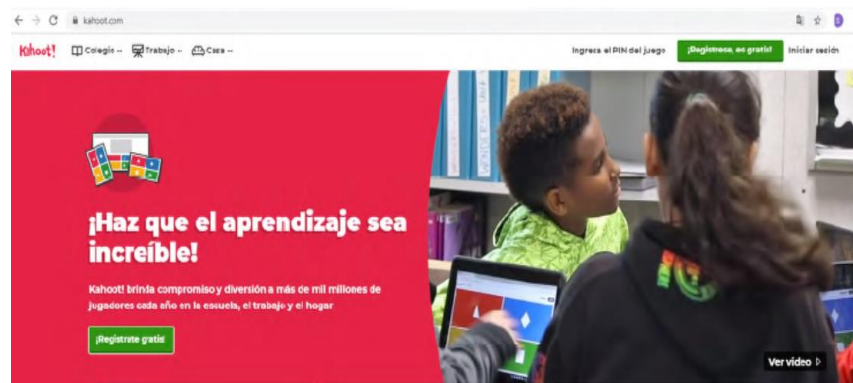 kahoot.com
Kahoot! Colegio Trabajo Casa Ingresa el PIN del juego ¡Regístrese, es gratis! Iniciar sesión
¡Haz que el aprendizaje sea
increíble!
Kahoot! brinda compromiso y diversión a más de mil millones de
jugadores cada año en la escuela, el trabajo y el hogar
¡Regístrate gratis!
WONDERS
Ver video